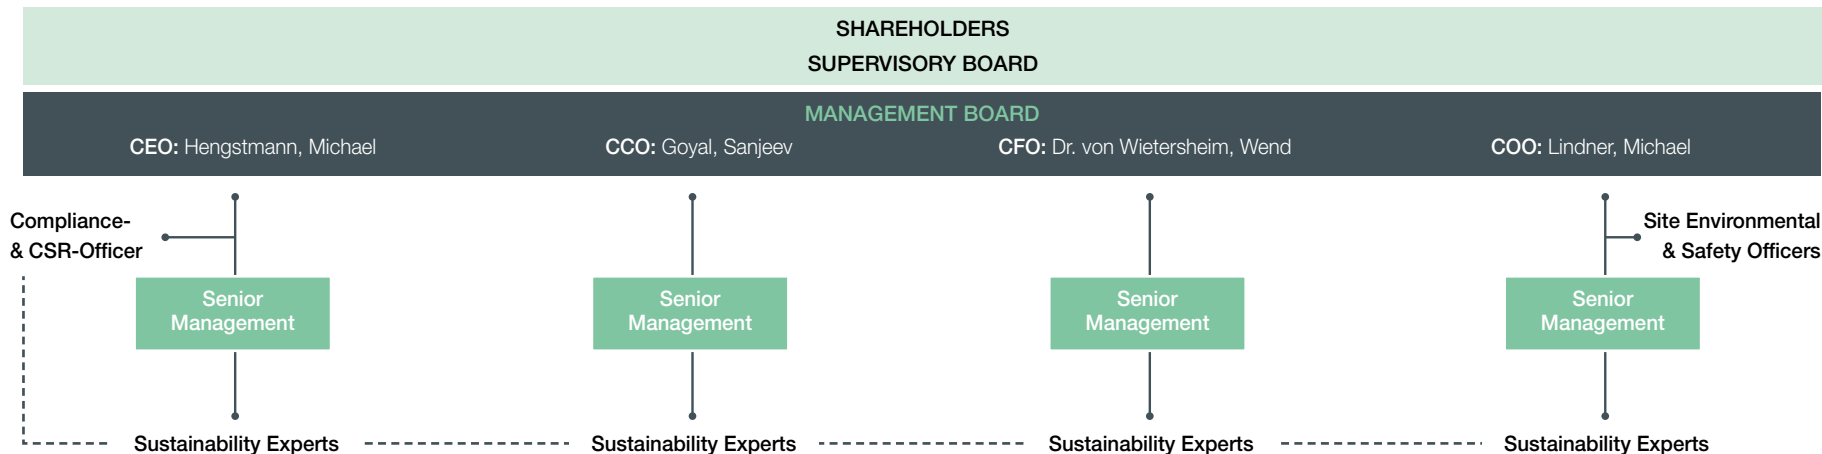 SHAREHOLDERS
SUPERVISORY BOARD
MANAGEMENT BOARD
CEO: Hengstmann, Michael
CCO: Goyal, Sanjeev
CFO: Dr. von Wietersheim, Wend
COO: Lindner, Michael
Compliance-
& CSR-Officer
Site Environmental
& Safety Officers
Senior
Management
Senior
Management
Senior
Management
Senior
Management
Sustainability Experts
Sustainability Experts
Sustainability Experts
Sustainability Experts